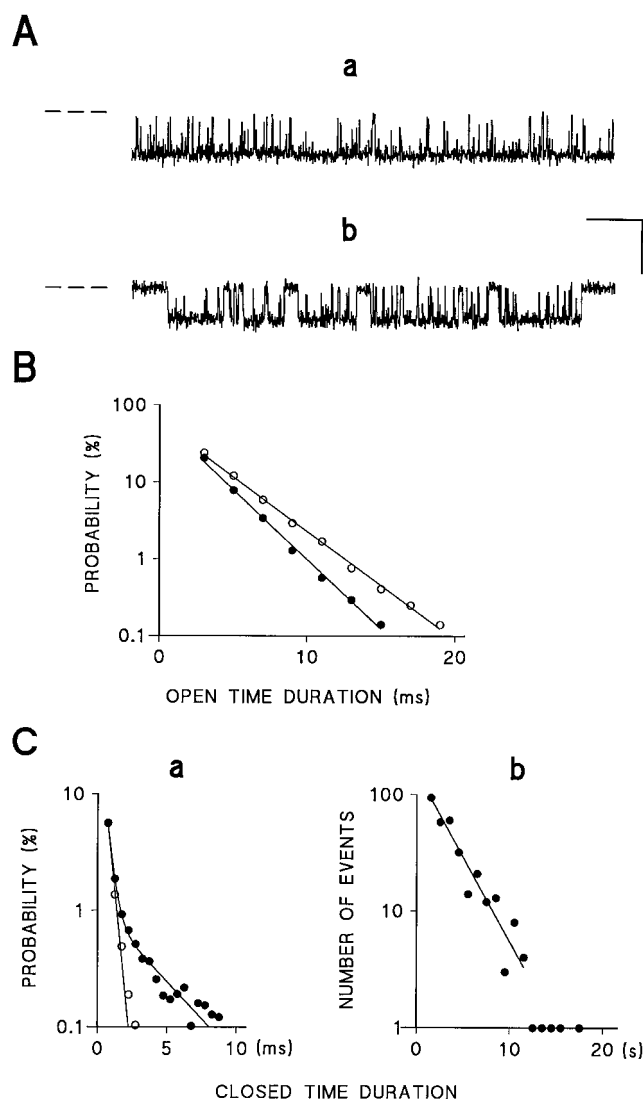 A
a
b
B
100
10
1
0.1
PROBABILITY (%)
0
10
20
OPEN TIME DURATION (ms)
C
a
10
1
0.1
PROBABILITY (%)
0
5
10 (ms)
b
100
10
1
NUMBER OF EVENTS
0
10
20 (s)
CLOSED TIME DURATION